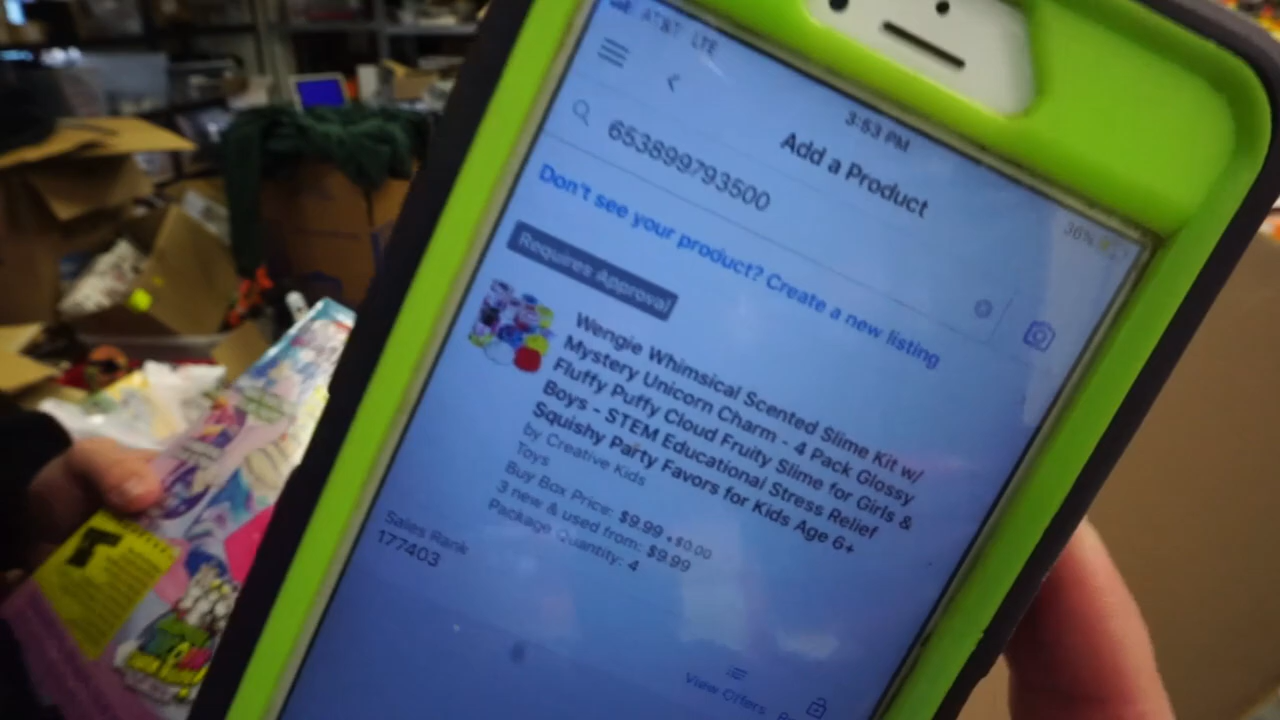 AT&T LTE
3:53 PM
36%
Add a Product
653899793500
Don't see your product? Create a new listing
Requires Approval
Wengie Whimsical Scented Slime Kit w/
Mystery Unicorn Charm - 4 Pack Glossy
Fluffy Puffy Cloud Fruity Slime for Girls &
Boys - STEM Educational Stress Relief
Squishy Party Favors for Kids Age 6+
by Creative Kids
Toys
Buy Box Price: $9.99 + $0.00
3 new & used from: $9.99
Package Quantity: 4
Sales Rank
177403
View Offers